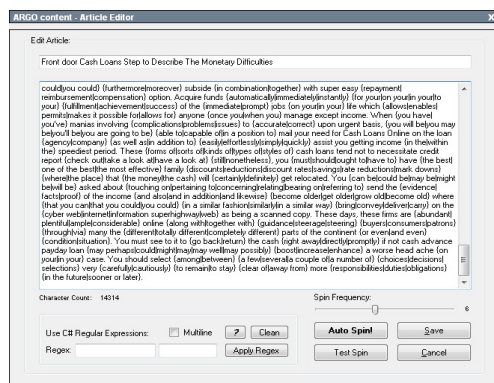 ARGO content - Article Editor
X
Edit Article:
Front door Cash Loans Step to Describe The Monetary Difficulties
could|you could} {furthermore|moreover} subside {in combination|together} with super easy {repayment|
reimbursement|compensation} option. Acquire funds {automatically|immediately|instantly} {for your|on your|in your|to
your} {fulfillment|achievement|success} of the {immediate|prompt} jobs {on your|in your} life which {allows|enables|
permits|makes it possible for|allows for} anyone {once you|when you} manage except income. When {you have|
you've} manias involving {complications|problems|issues} to {accurate|correct} upon urgent basis, {you will be|you may
be|you'll be|you are going to be} {able to|capable of|in a position to} mail your need for Cash Loans Online on the loan
{agency|company} {as well as|in addition to} {easily|effortlessly|simply|quickly} assist you getting income {in the|within
the} speediest period. These {forms of|sorts of|kinds of|types of|styles of} cash loans tend not to necessitate credit
report {check out|take a look at|have a look at} {still|nonetheless}, you {must|should|ought to|have to} have {the best|
one of the best|the most effective} family {discounts|reductions|discount rates|savings|rate reductions|mark downs}
{where|the place} that {the money|the cash} will {certainly|definitely} get relocated. You {can be|could be|may be|might
be|will be} asked about {touching on|pertaining to|concerning|relating|bearing on|referring to} send the {evidence|
facts|proof} of the income {and also|and in addition|and likewise} {become older|get older|grow old|become old} where
that you can|that you could|you could} {in a similar fashion|similarly|in a similar way} {bring|convey|deliver|carry} on the
{cyber web|internet|information superhighway|web} as being a scanned copy. These days, these firms are {abundant|
plentiful|ample|considerable} online {along with|together with} {guidance|steerage|steering} {buyers|consumers|patrons}
{through|via} many the {totally|different|completely different} parts of the continent {or even|and even}
{condition|situation}. You must see to it to {go back|return} the cash {right away|directly|promptly} if not cash advance
payday loan {may perhaps|could|might|may|may well|may possibly} {boost|increase|enhance} a worse head ache {on
your|in your} case. You should select {among|between} {a few|several|a couple of|a number of} {choices|decisions|
selections} very {carefully|cautiously} {to remain|to stay} {clear of|away from} more {responsibilities|duties|obligations}
{in the future|sooner or later}.
Character Count: 14314
Spin Frequency:
6
Use C# Regular Expressions:
Multiline
?
Clean
Auto Spin!
Save
Regex:
Apply Regex
Test Spin
Cancel